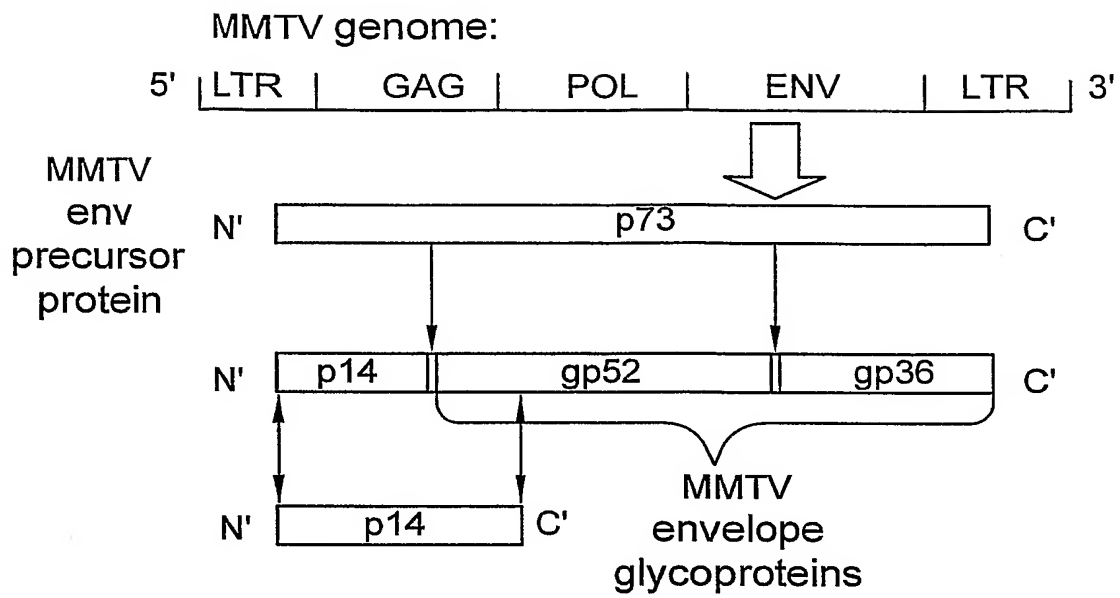 MMTV genome:
5' LTR GAG POL ENV LTR 3'
MMTV
env
precursor
protein
N' p73 C'
N' p14 gp52 gp36 C'
N' p14 C'
MMTV
envelope
glycoproteins